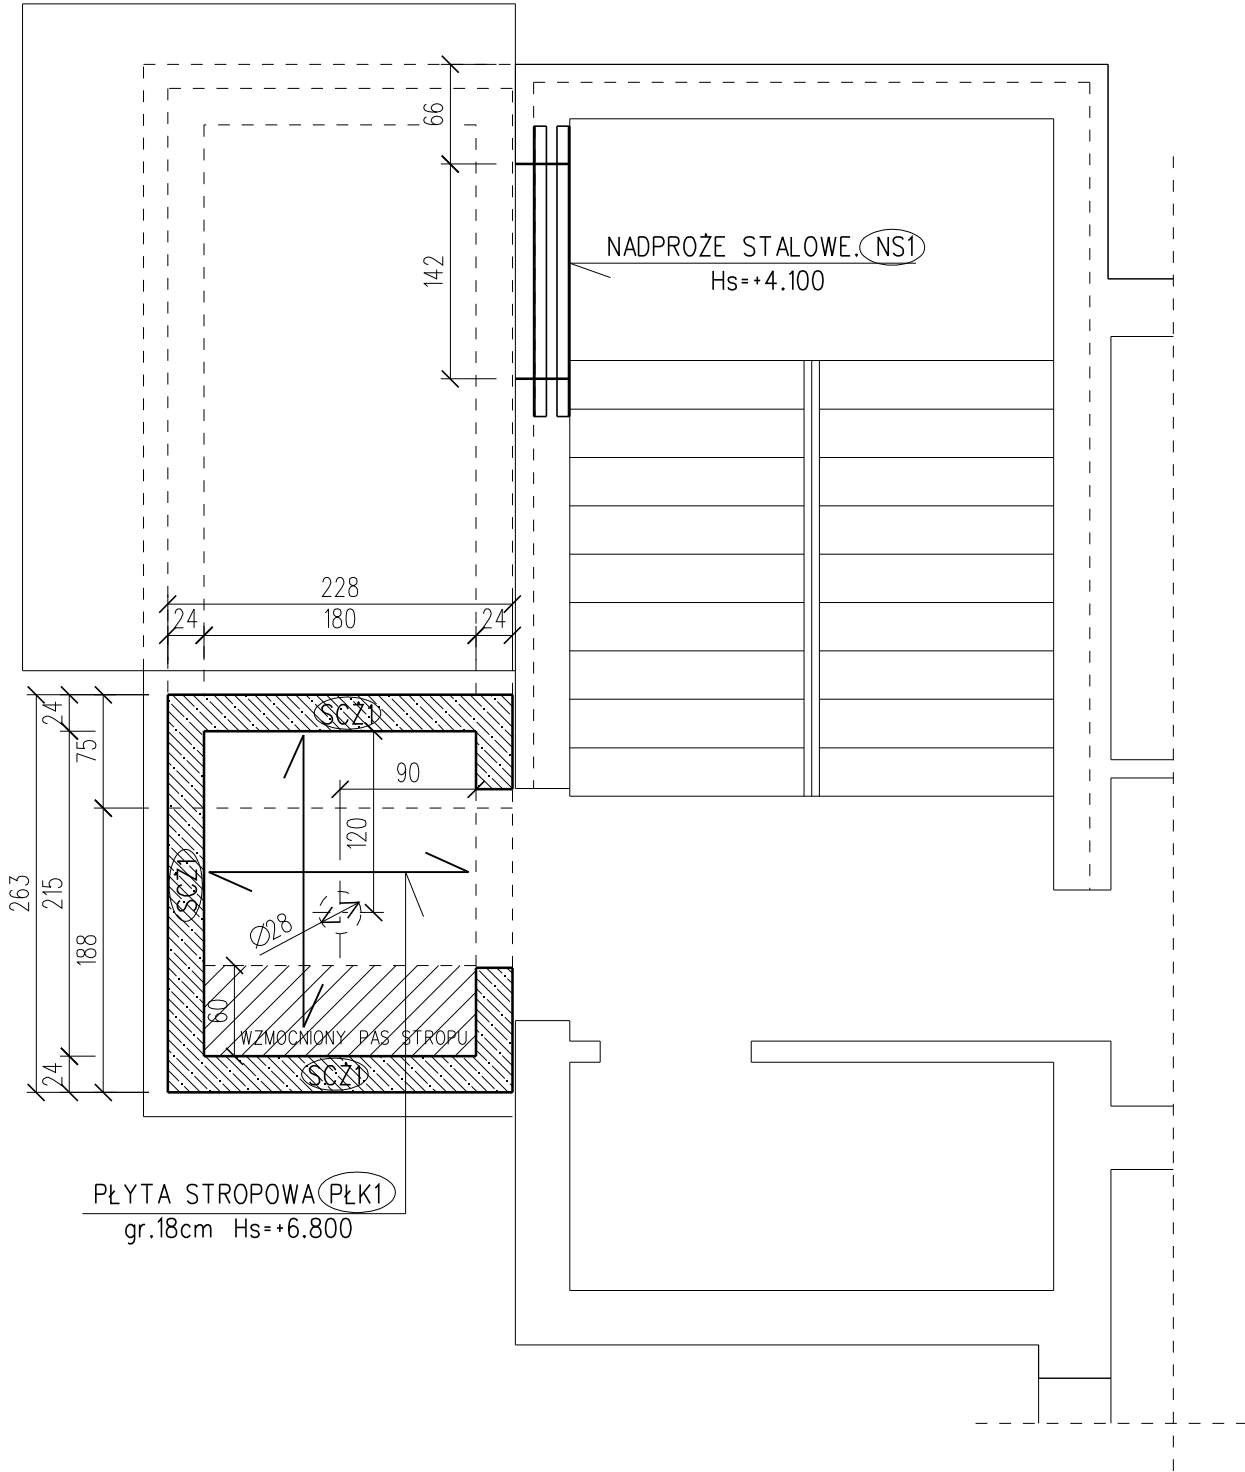 66
142
NADPROŻE STALOWE. NS1
Hs=+4.100
228
24 180 24
SCŻ1
24
75
90
120
263
215
188
SCŻ1
Ø28
60
WZMOCNIONY PAS STROPU
24
SCŻ1
PŁYTA STROPOWA PŁK1
gr.18cm Hs=+6.800